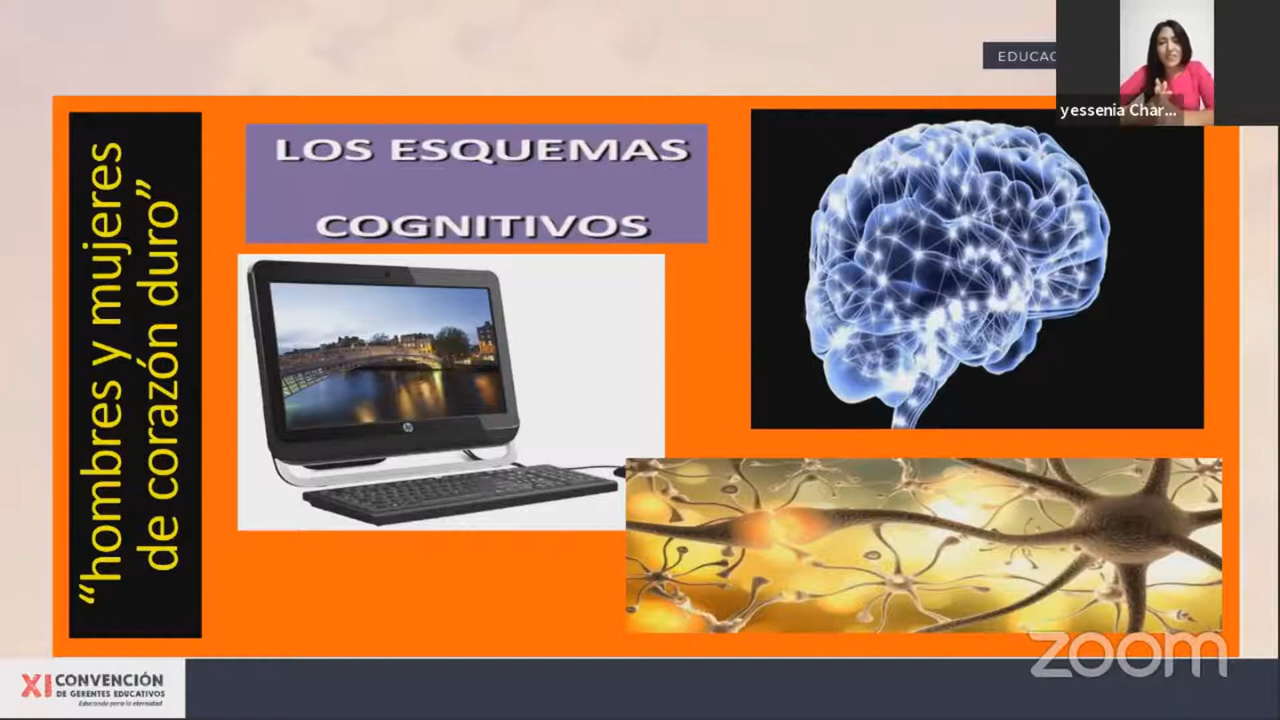 EDUCAC
yessenia Char...
"hombres y mujeres
de corazón duro"
LOS ESQUEMAS
COGNITIVOS
hp
zoom
XI CONVENCIÓN
DE GERENTES EDUCATIVOS
Educando para la eternidad